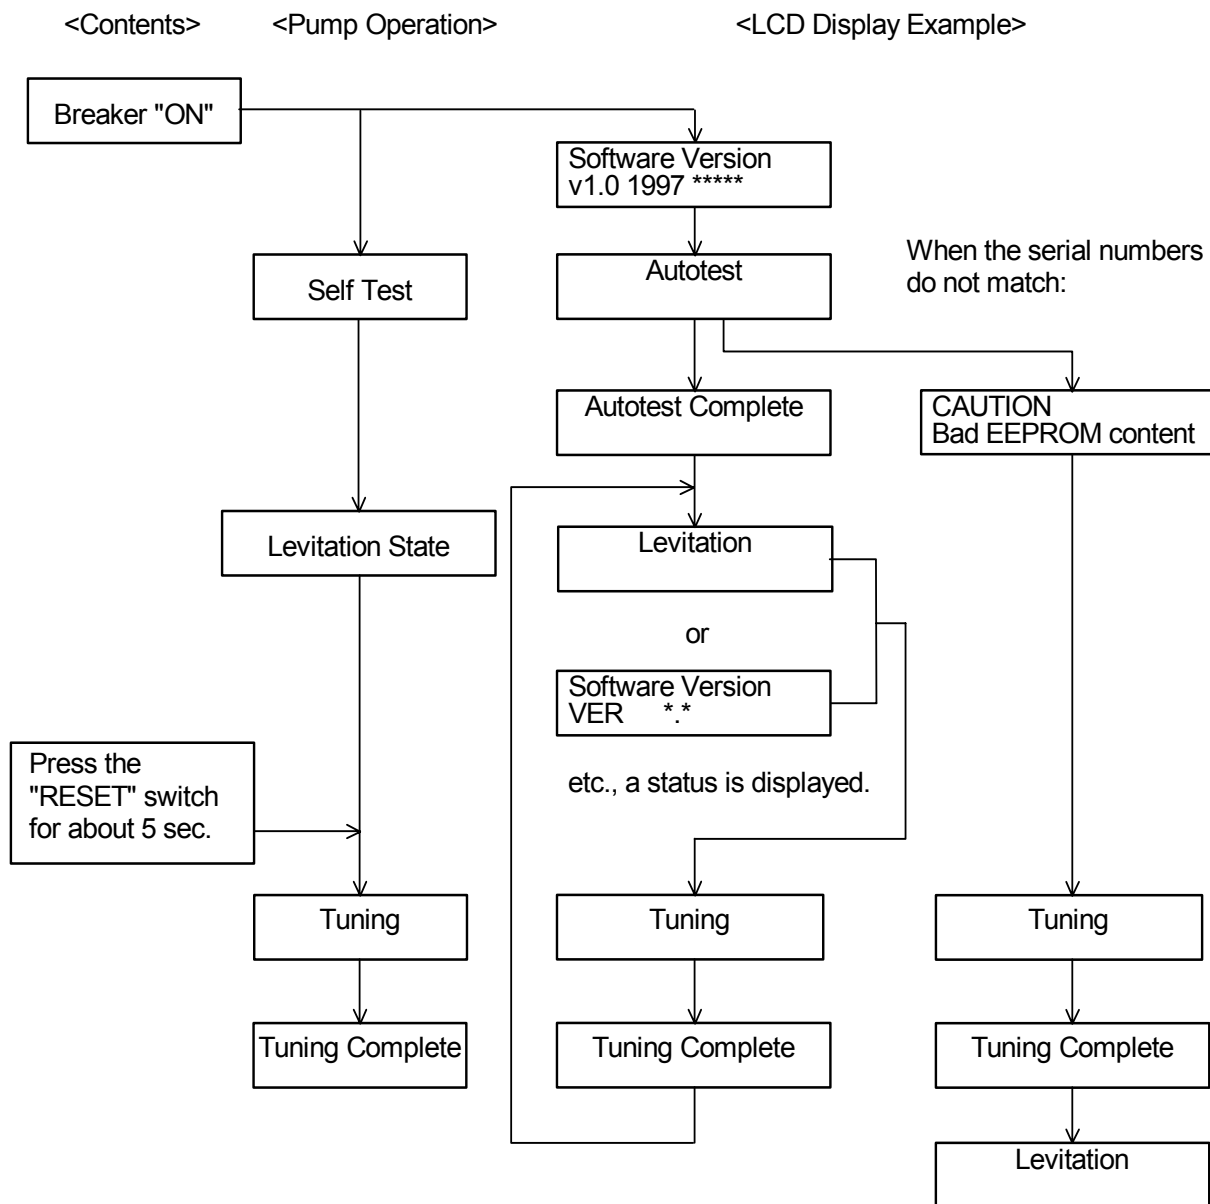 <Contents>
<Pump Operation>
<LCD Display Example>
Breaker "ON"
Software Version
v1.0 1997 *****
When the serial numbers
do not match:
Self Test
Autotest
Autotest Complete
CAUTION
Bad EEPROM content
Levitation State
Levitation
or
Software Version
VER *.*
Press the
"RESET" switch
for about 5 sec.
etc., a status is displayed.
Tuning
Tuning
Tuning
Tuning Complete
Tuning Complete
Tuning Complete
Levitation